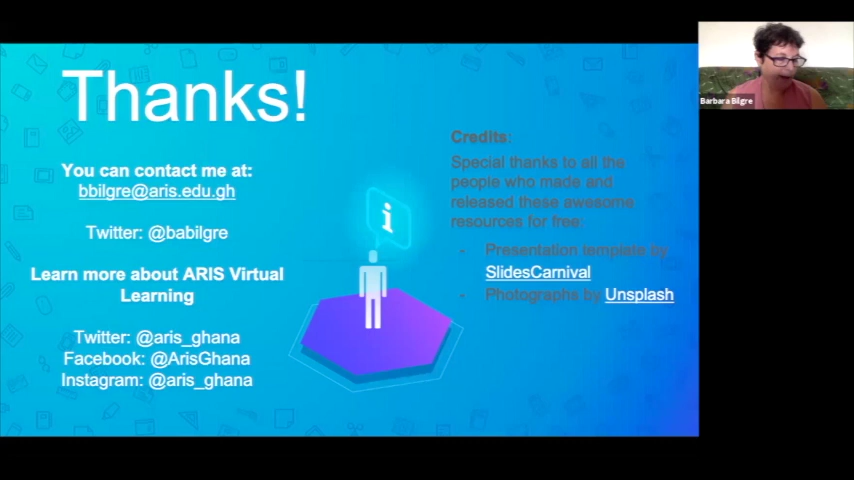 Thanks!
You can contact me at:
bbilgre@aris.edu.gh
Twitter: @babilgre
Learn more about ARIS Virtual
Learning
Twitter: @aris_ghana
Facebook: @ArisGhana
Instagram: @aris_ghana
i
Credits:
Special thanks to all the
people who made and
released these awesome
resources for free:
- Presentation template by
SlidesCarnival
- Photographs by Unsplash
Barbara Bilgre